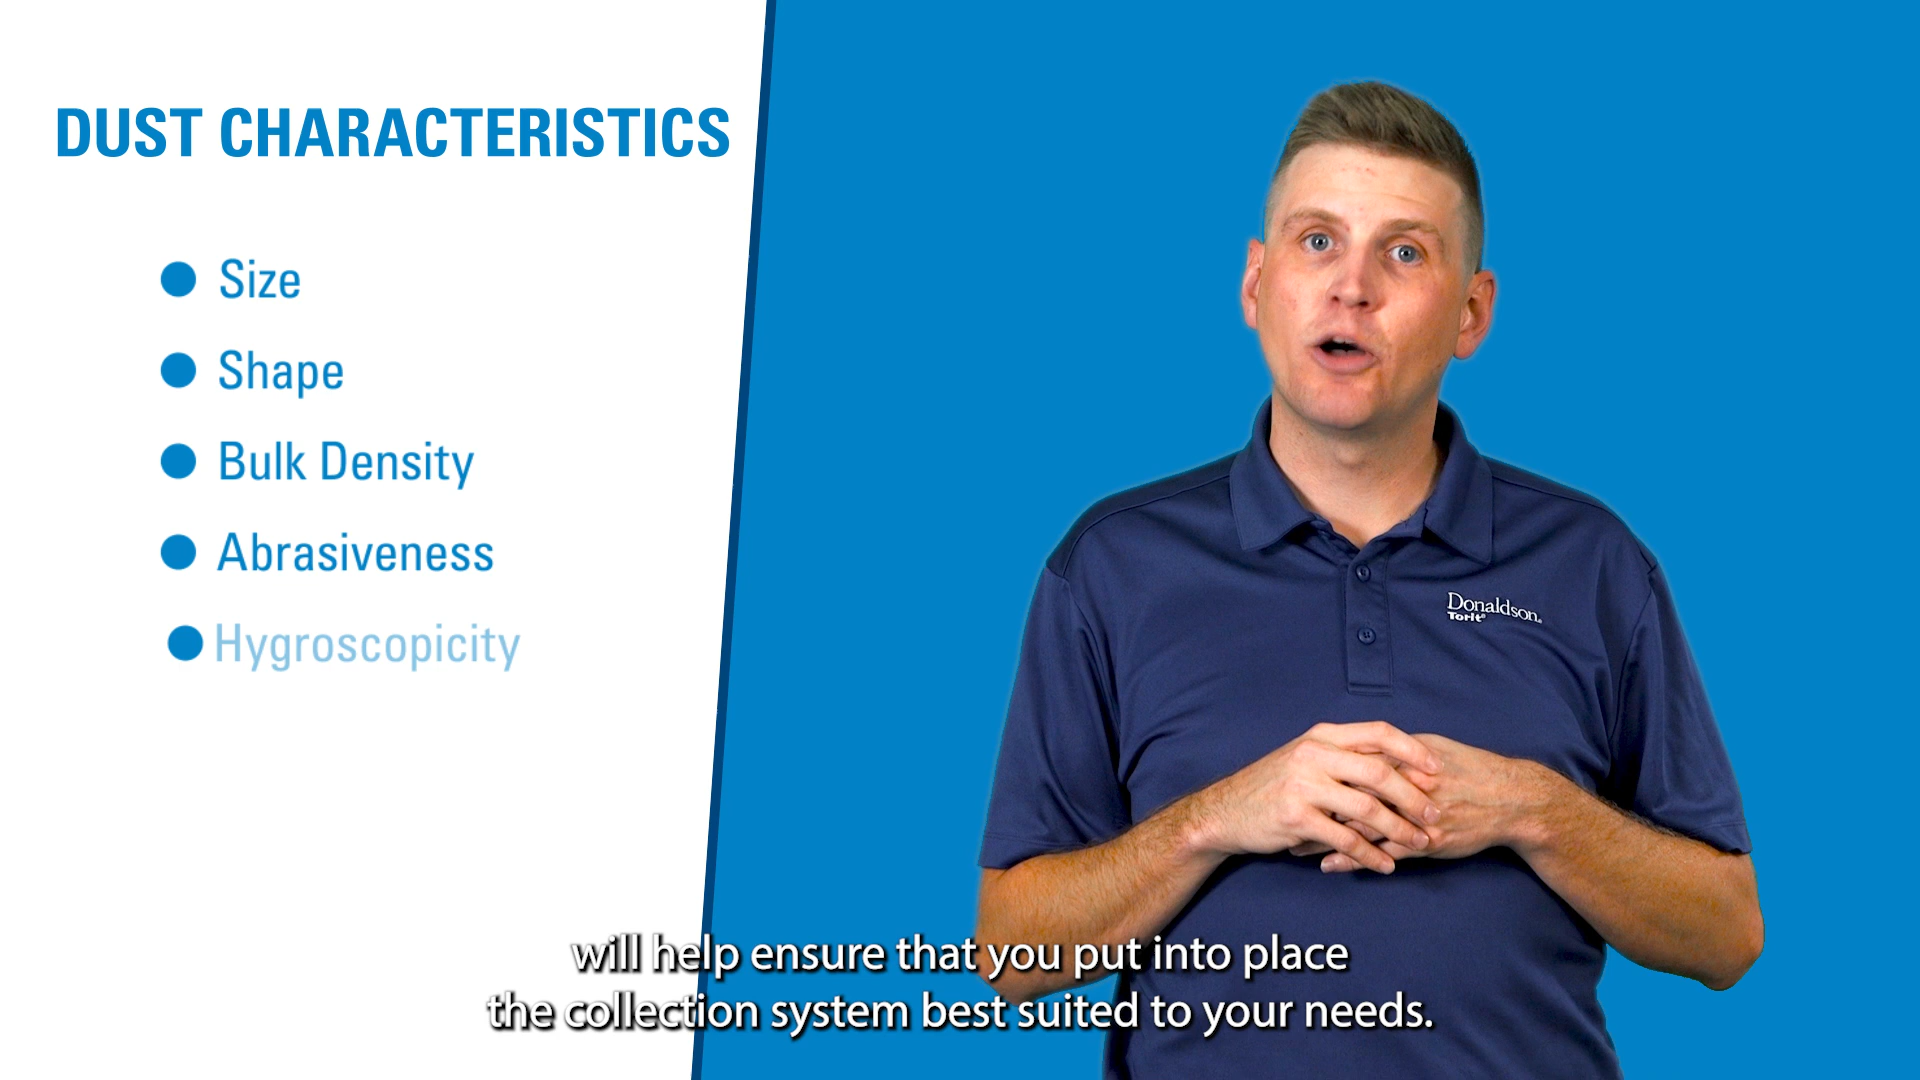 DUST CHARACTERISTICS
Size
Shape
Bulk Density
Abrasiveness
Hygroscopicity
Donaldson.
Torit®
will help ensure that you put into place
the collection system best suited to your needs.